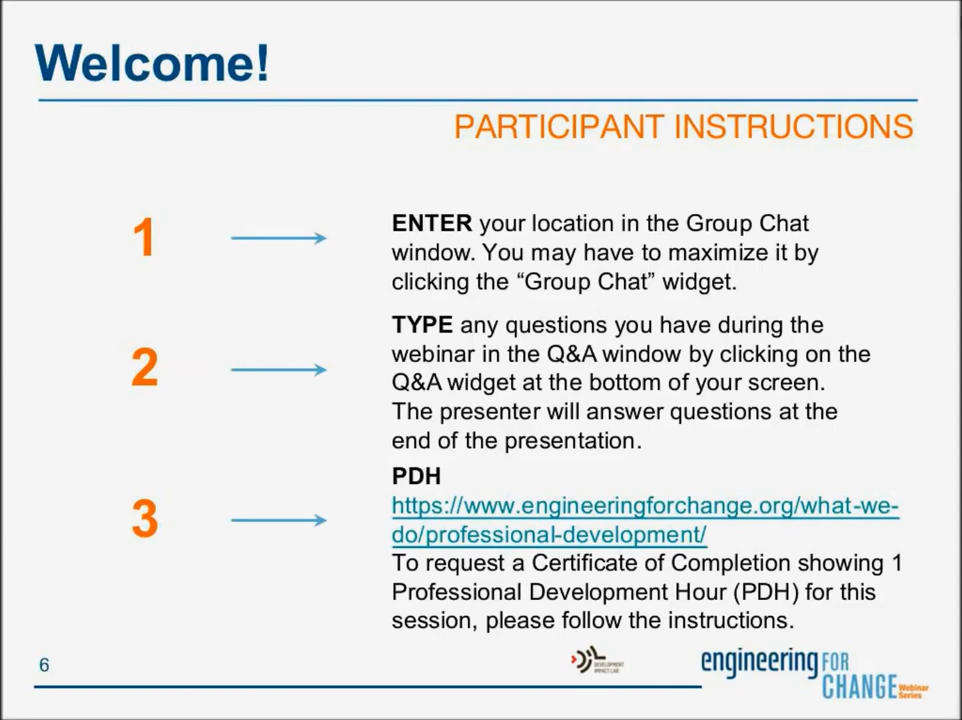 Welcome!
PARTICIPANT INSTRUCTIONS
1
ENTER your location in the Group Chat
window. You may have to maximize it by
clicking the “Group Chat” widget.
2
TYPE any questions you have during the
webinar in the Q&A window by clicking on the
Q&A widget at the bottom of your screen.
The presenter will answer questions at the
end of the presentation.
3
PDH
https://www.engineeringforchange.org/what-we-
do/professional-development/
To request a Certificate of Completion showing 1
Professional Development Hour (PDH) for this
session, please follow the instructions.
6
DIL
DEVELOPMENT
IMPACT LAB
engineering FOR
CHANGE Webinar
Series